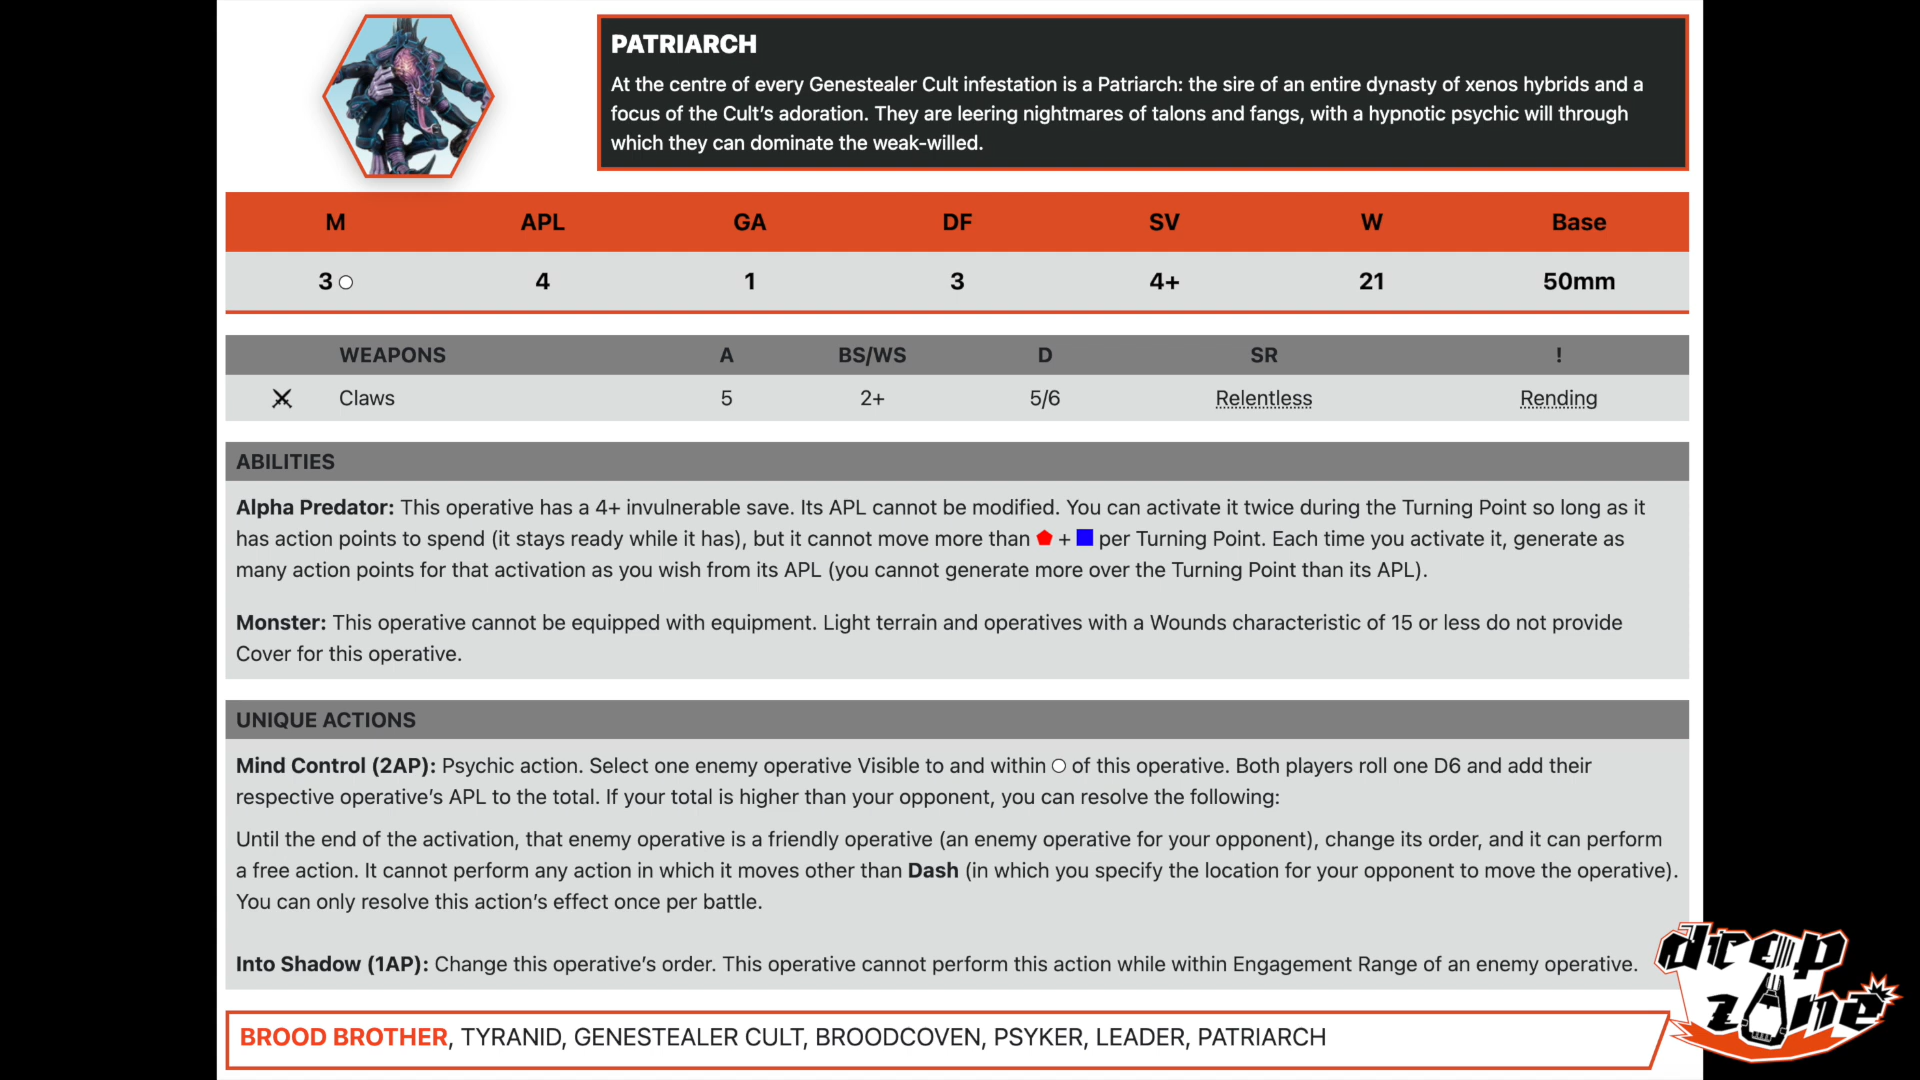 PATRIARCH
At the centre of every Genestealer Cult infestation is a Patriarch: the sire of an entire dynasty of xenos hybrids and a
focus of the Cult's adoration. They are leering nightmares of talons and fangs, with a hypnotic psychic will through
which they can dominate the weak-willed.
M APL GA DF SV W Base
3 4 1 3 4+ 21 50mm
WEAPONS A BS/WS D SR !
Claws 5 2+ 5/6 Relentless Rending
ABILITIES
Alpha Predator: This operative has a 4+ invulnerable save. Its APL cannot be modified. You can activate it twice during the Turning Point so long as it
has action points to spend (it stays ready while it has), but it cannot move more than + per Turning Point. Each time you activate it, generate as
many action points for that activation as you wish from its APL (you cannot generate more over the Turning Point than its APL).
Monster: This operative cannot be equipped with equipment. Light terrain and operatives with a Wounds characteristic of 15 or less do not provide
Cover for this operative.
UNIQUE ACTIONS
Mind Control (2AP): Psychic action. Select one enemy operative Visible to and within of this operative. Both players roll one D6 and add their
respective operative's APL to the total. If your total is higher than your opponent, you can resolve the following:
Until the end of the activation, that enemy operative is a friendly operative (an enemy operative for your opponent), change its order, and it can perform
a free action. It cannot perform any action in which it moves other than Dash (in which you specify the location for your opponent to move the operative).
You can only resolve this action's effect once per battle.
Into Shadow (1AP): Change this operative's order. This operative cannot perform this action while within Engagement Range of an enemy operative.
BROOD BROTHER, TYRANID, GENESTEALER CULT, BROODCOVEN, PSYKER, LEADER, PATRIARCH
drop
zone